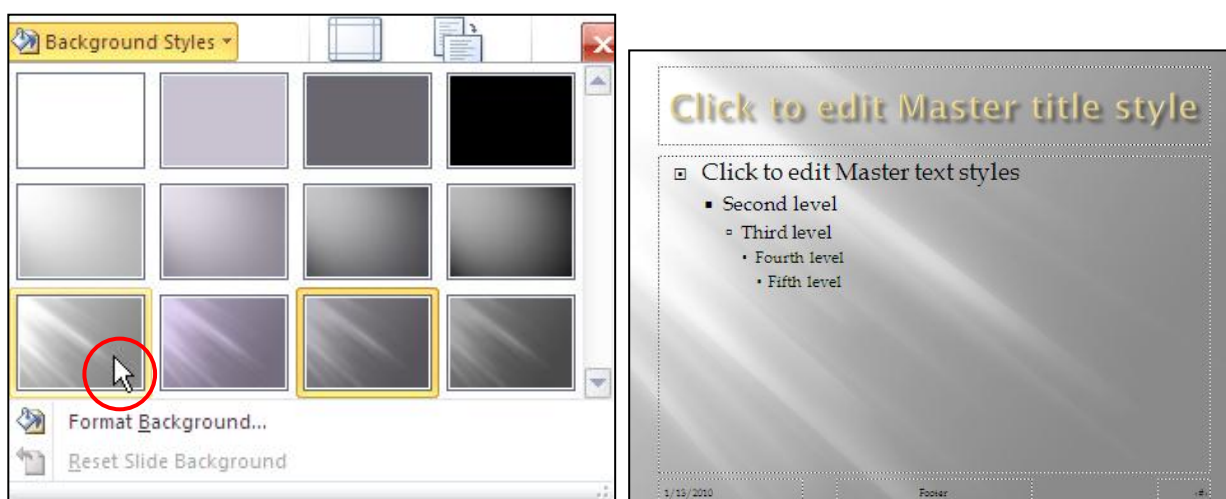 Background Styles
Format Background...
Reset Slide Background
Click to edit Master title style
Click to edit Master text styles
Second level
Third level
Fourth level
Fifth level
1/13/2010
Footer
‹#›